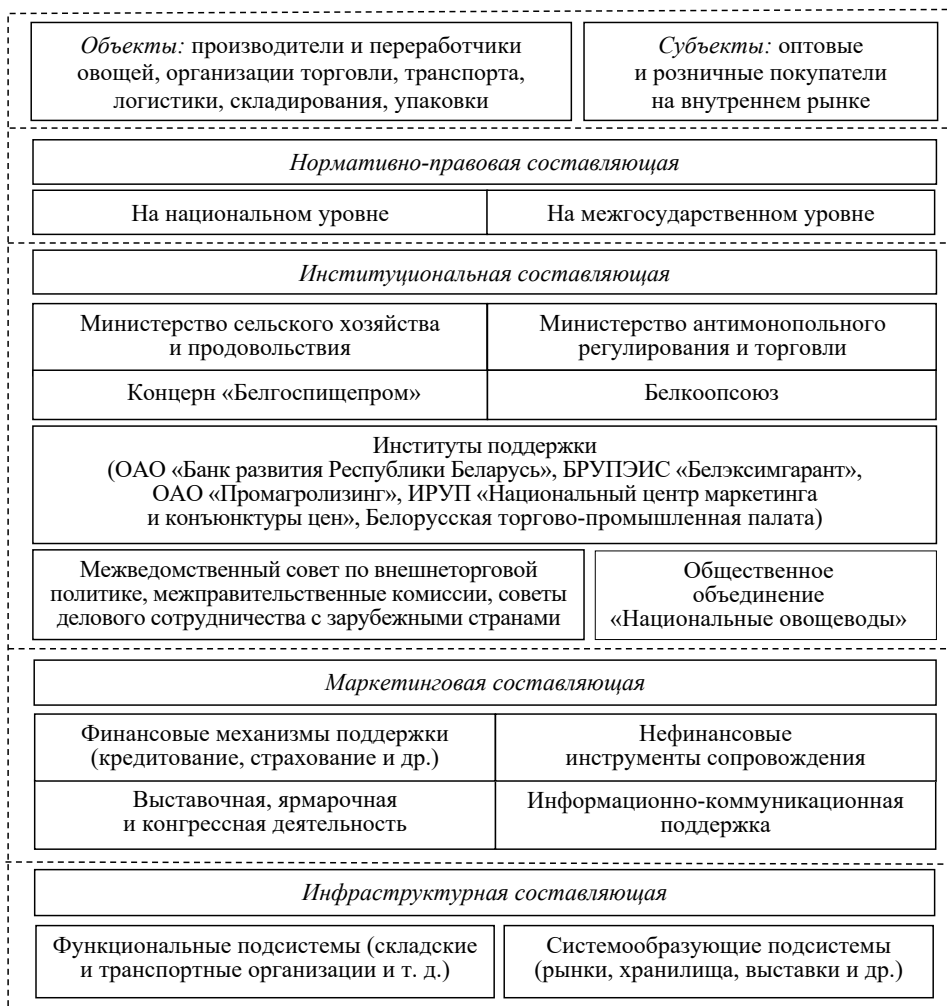 Объекты: производители и переработчики
овощей, организации торговли, транспорта,
логистики, складирования, упаковки
Субъекты: оптовые
и розничные покупатели
на внутреннем рынке
Нормативно-правовая составляющая
На национальном уровне
На межгосударственном уровне
Институциональная составляющая
Министерство сельского хозяйства
и продовольствия
Министерство антимонопольного
регулирования и торговли
Концерн «Белгоспищепром»
Белкоопсоюз
Институты поддержки
(ОАО «Банк развития Республики Беларусь», БРУПЭИС «Белэксимгарант»,
ОАО «Промагролизинг», ИРУП «Национальный центр маркетинга
и конъюнктуры цен», Белорусская торгово-промышленная палата)
Межведомственный совет по внешнеторговой
политике, межправительственные комиссии, советы
делового сотрудничества с зарубежными странами
Общественное
объединение
«Национальные овощеводы»
Маркетинговая составляющая
Финансовые механизмы поддержки
(кредитование, страхование и др.)
Нефинансовые
инструменты сопровождения
Выставочная, ярмарочная
и конгрессная деятельность
Информационно-коммуникационная
поддержка
Инфраструктурная составляющая
Функциональные подсистемы (складские
и транспортные организации и т. д.)
Системообразующие подсистемы
(рынки, хранилища, выставки и др.)